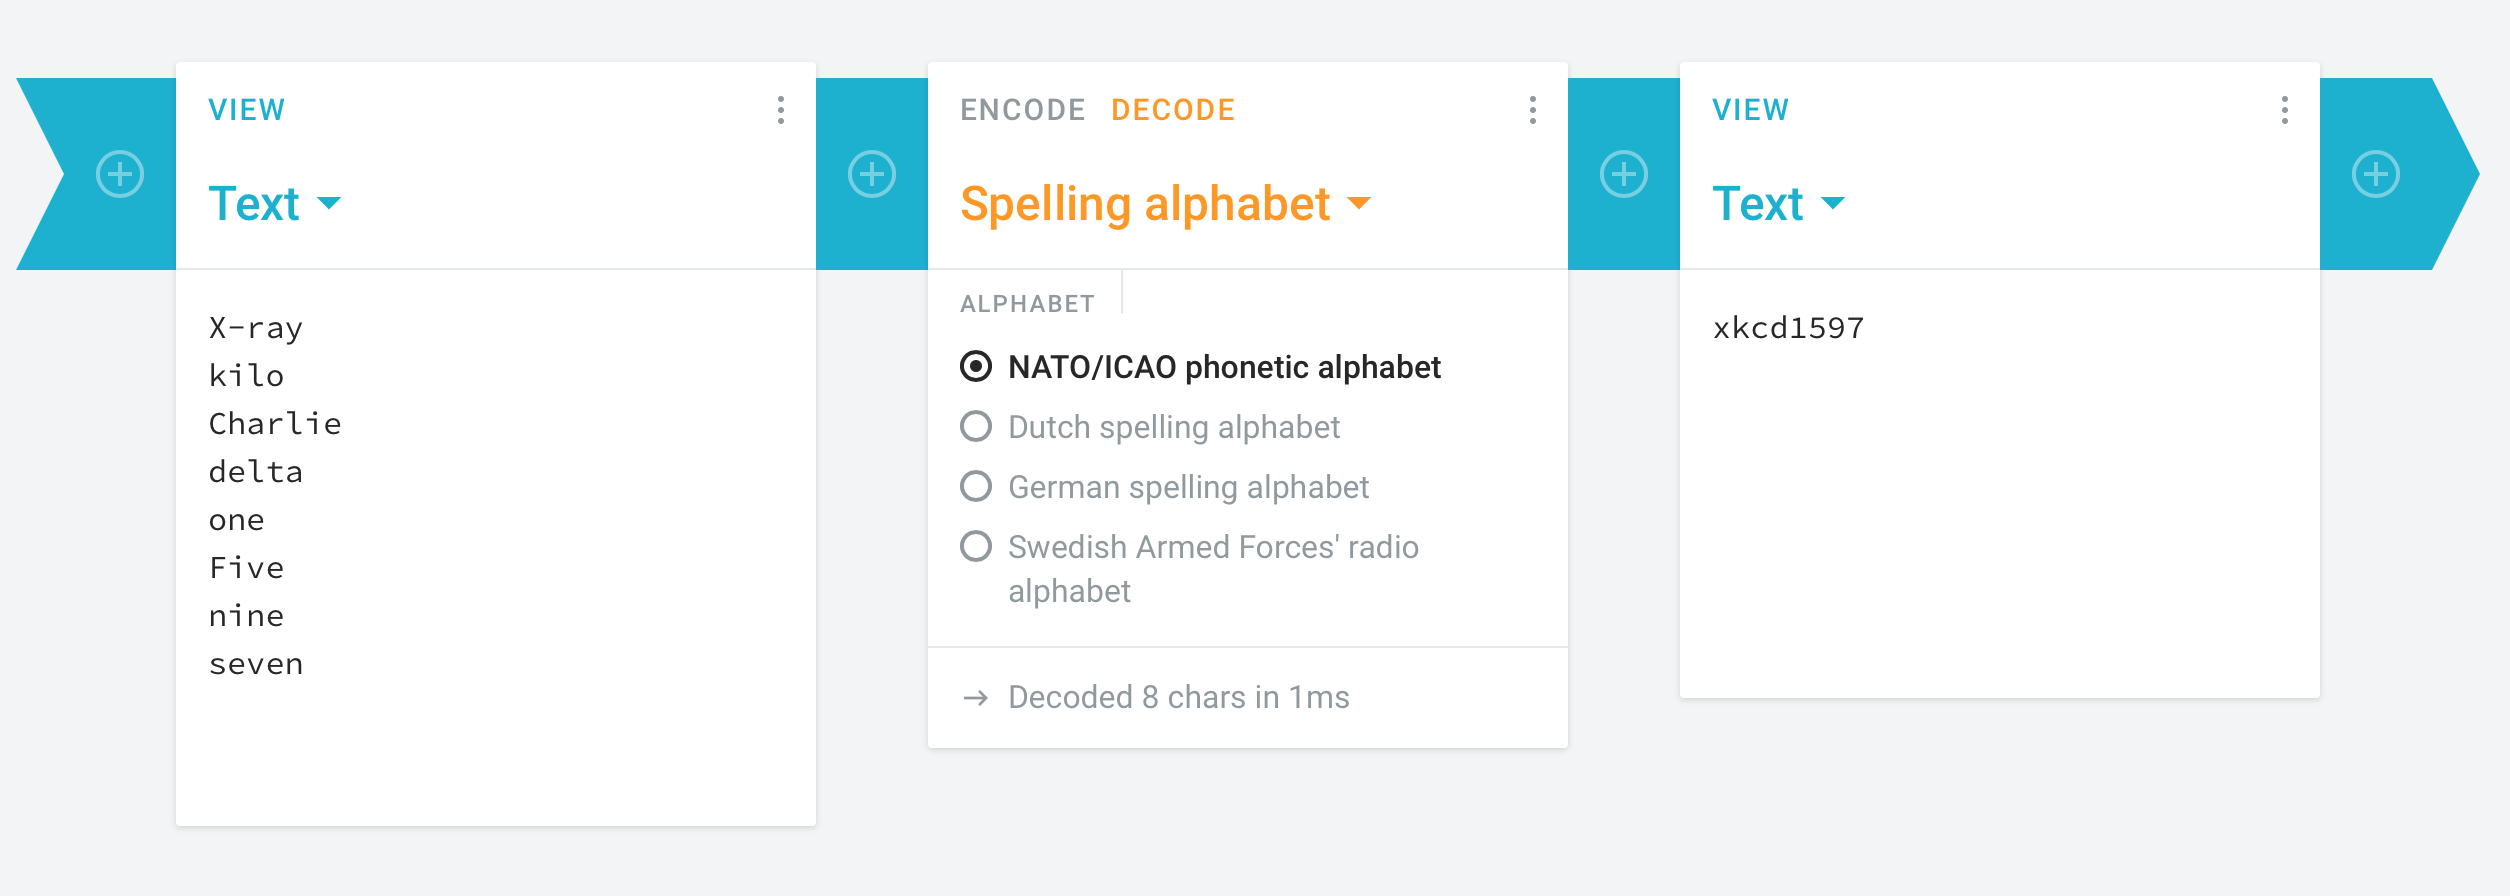 VIEW
Text
X-ray
kilo
Charlie
delta
one
Five
nine
seven
ENCODE DECODE
Spelling alphabet
ALPHABET
NATO/ICAO phonetic alphabet
Dutch spelling alphabet
German spelling alphabet
Swedish Armed Forces' radio
alphabet
→ Decoded 8 chars in 1ms
VIEW
Text
xkcd1597